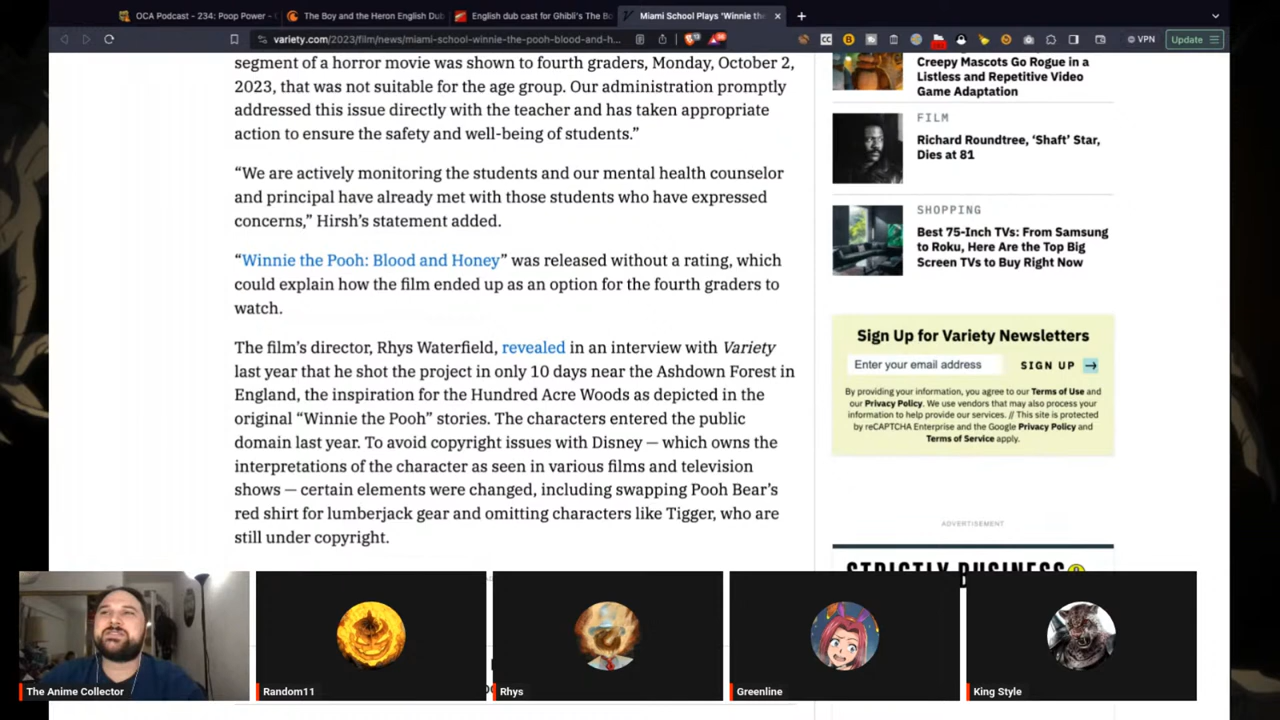 OCA Podcast - 234: Poop Power -
The Boy and the Heron English Dub
English dub cast for Ghibli's The Bo
Miami School Plays "Winnie the
variety.com/2023/film/news/miami-school-winnie-the-pooh-blood-and-h...
VPN
Update
segment of a horror movie was shown to fourth graders, Monday, October 2,
2023, that was not suitable for the age group. Our administration promptly
addressed this issue directly with the teacher and has taken appropriate
action to ensure the safety and well-being of students.”
“We are actively monitoring the students and our mental health counselor
and principal have already met with those students who have expressed
concerns,” Hirsh’s statement added.
“Winnie the Pooh: Blood and Honey” was released without a rating, which
could explain how the film ended up as an option for the fourth graders to
watch.
The film’s director, Rhys Waterfield, revealed in an interview with Variety
last year that he shot the project in only 10 days near the Ashdown Forest in
England, the inspiration for the Hundred Acre Woods as depicted in the
original “Winnie the Pooh” stories. The characters entered the public
domain last year. To avoid copyright issues with Disney — which owns the
interpretations of the character as seen in various films and television
shows — certain elements were changed, including swapping Pooh Bear’s
red shirt for lumberjack gear and omitting characters like Tigger, who are
still under copyright.
Creepy Mascots Go Rogue in a
Listless and Repetitive Video
Game Adaptation
FILM
Richard Roundtree, ‘Shaft’ Star,
Dies at 81
SHOPPING
Best 75-Inch TVs: From Samsung
to Roku, Here Are the Top Big
Screen TVs to Buy Right Now
Sign Up for Variety Newsletters
Enter your email address
SIGN UP
By providing your information, you agree to our Terms of Use and
our Privacy Policy. We use vendors that may also process your
information to help provide our services. // This site is protected
by reCAPTCHA Enterprise and the Google Privacy Policy and
Terms of Service apply.
ADVERTISEMENT
STRICTLY BUSINESS
The Anime Collector
Random11
Rhys
Greenline
King Style